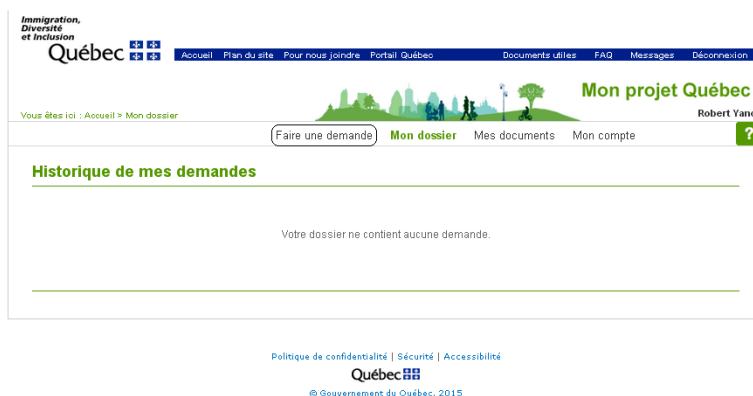 Immigration,
Diversité
et Inclusion
Québec
Accueil Plan du site Pour nous joindre Portail Québec Documents utiles FAQ Messages Déconnexion
Mon projet Québec
Vous êtes ici : Accueil > Mon dossier
Robert
Faire une demande Mon dossier Mes documents Mon compte ?
Historique de mes demandes
Votre dossier ne contient aucune demande.
Politique de confidentialité | Sécurité | Accessibilité
Québec
© Gouvernement du Québec, 2015